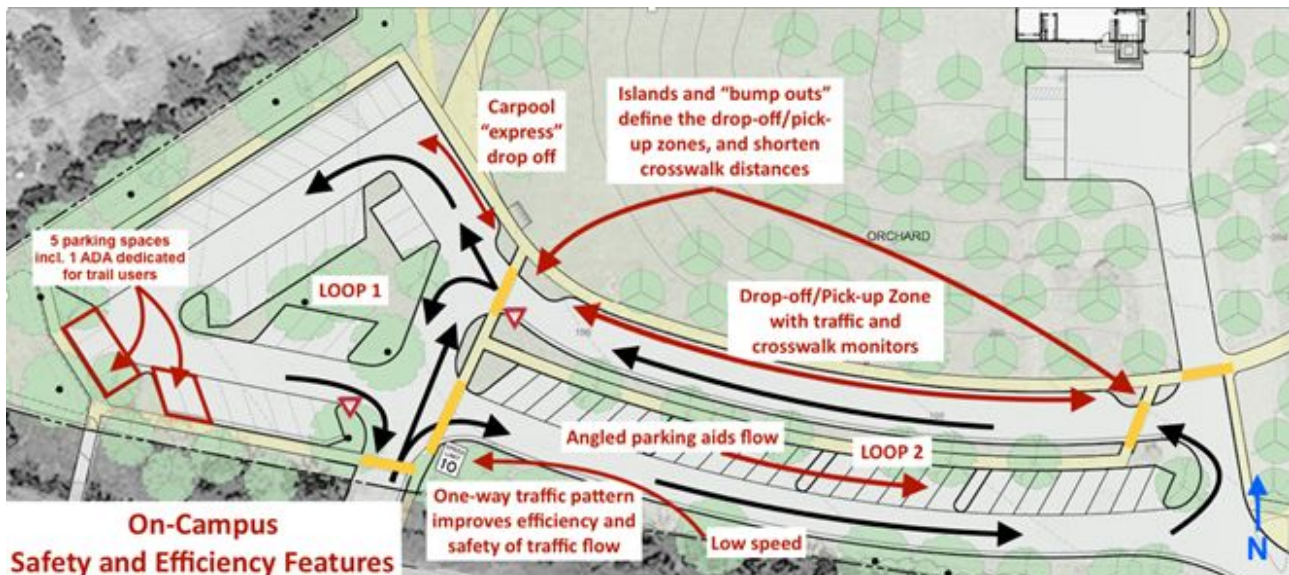 Carpool
“express”
drop off
Islands and “bump outs”
define the drop-off/pick-
up zones, and shorten
crosswalk distances
ORCHARD
5 parking spaces
incl. 1 ADA dedicated
for trail users
LOOP 1
Drop-off/Pick-up Zone
with traffic and
crosswalk monitors
Angled parking aids flow
LOOP 2
SPEED
LIMIT
10
One-way traffic pattern
improves efficiency and
safety of traffic flow
Low speed
N
On-Campus
Safety and Efficiency Features